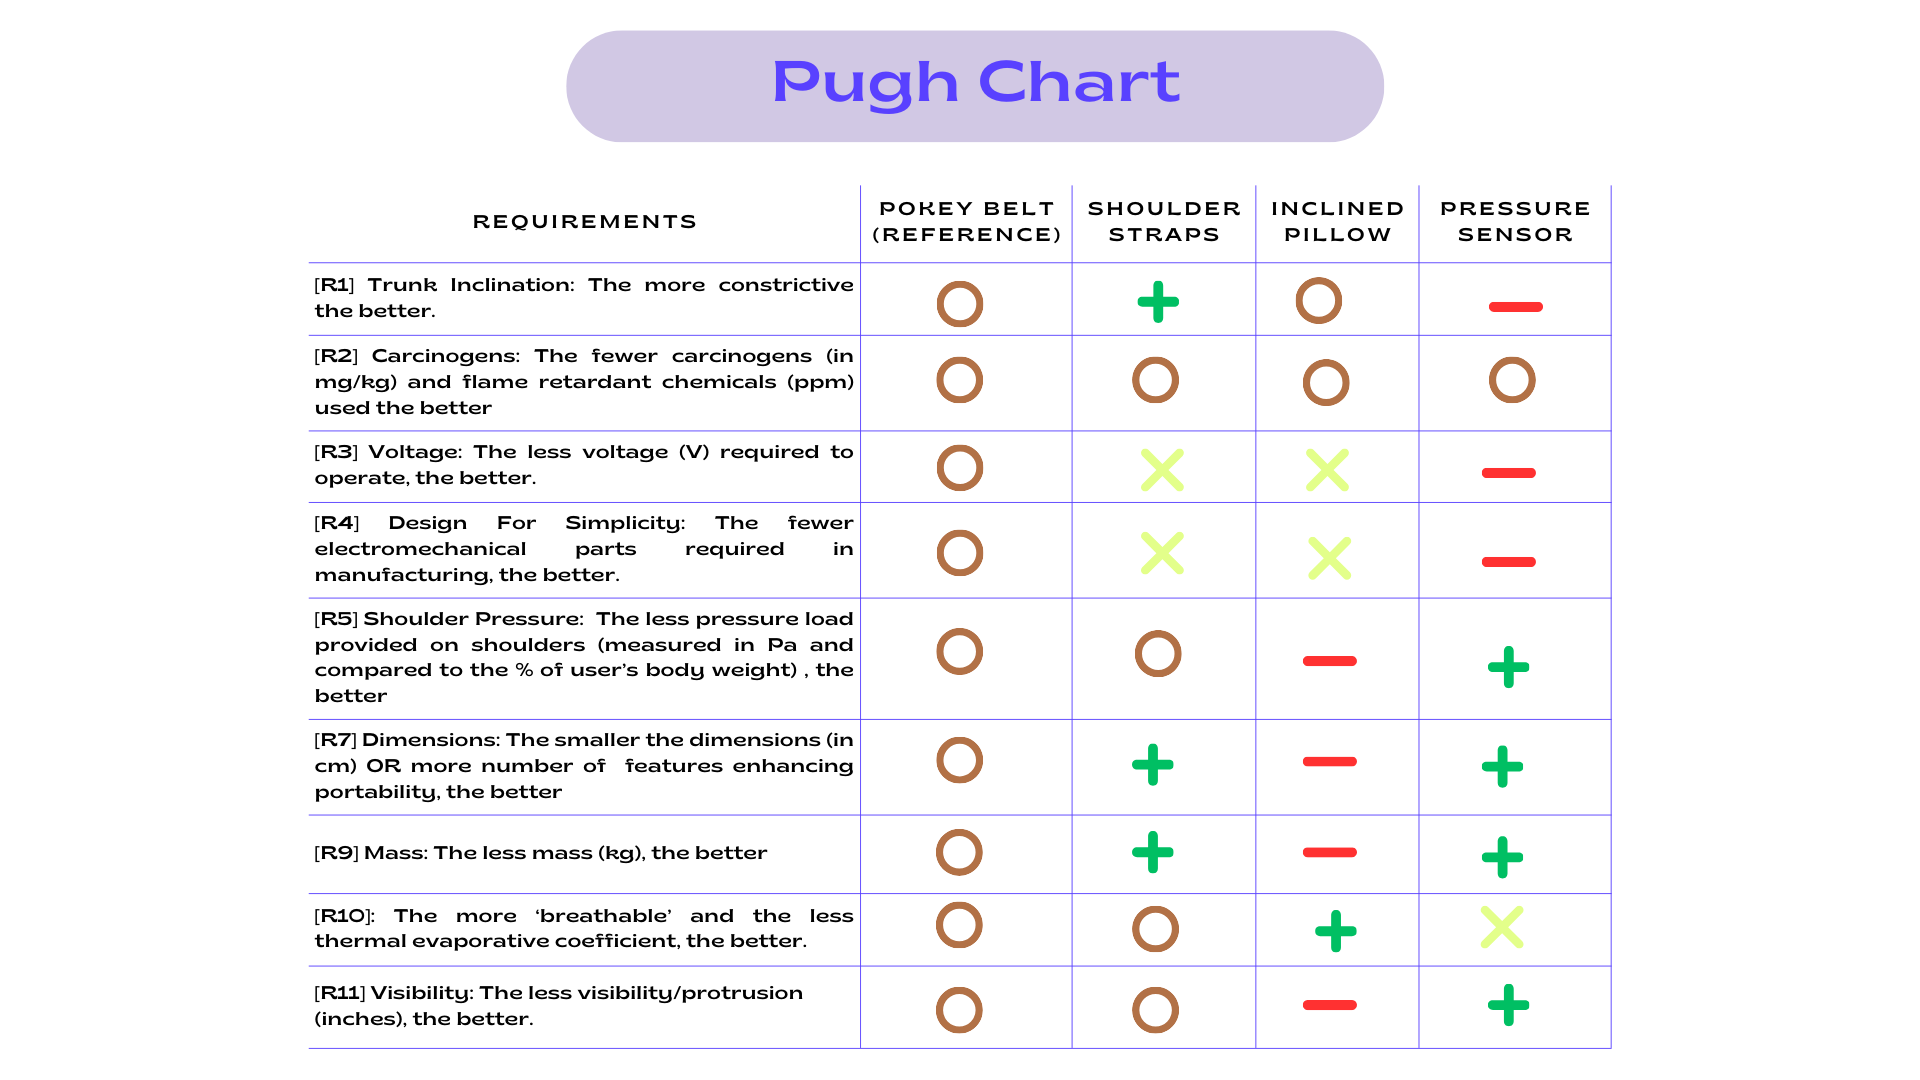 Pugh Chart
REQUIREMENTS
POKEY BELT
(REFERENCE)
SHOULDER
STRAPS
INCLINED
PILLOW
PRESSURE
SENSOR
[R1] Trunk Inclination: The more constrictive
the better.
[R2] Carcinogens: The fewer carcinogens (in
mg/kg) and flame retardant chemicals (ppm)
used the better
[R3] Voltage: The less voltage (V) required to
operate, the better.
[R4] Design For Simplicity: The fewer
electromechanical parts required in
manufacturing, the better.
[R5] Shoulder Pressure: The less pressure load
provided on shoulders (measured in Pa and
compared to the % of user’s body weight) , the
better
[R7] Dimensions: The smaller the dimensions (in
cm) OR more number of features enhancing
portability, the better
[R9] Mass: The less mass (kg), the better
[R10]: The more ‘breathable’ and the less
thermal evaporative coefficient, the better.
[R11] Visibility: The less visibility/protrusion
(inches), the better.